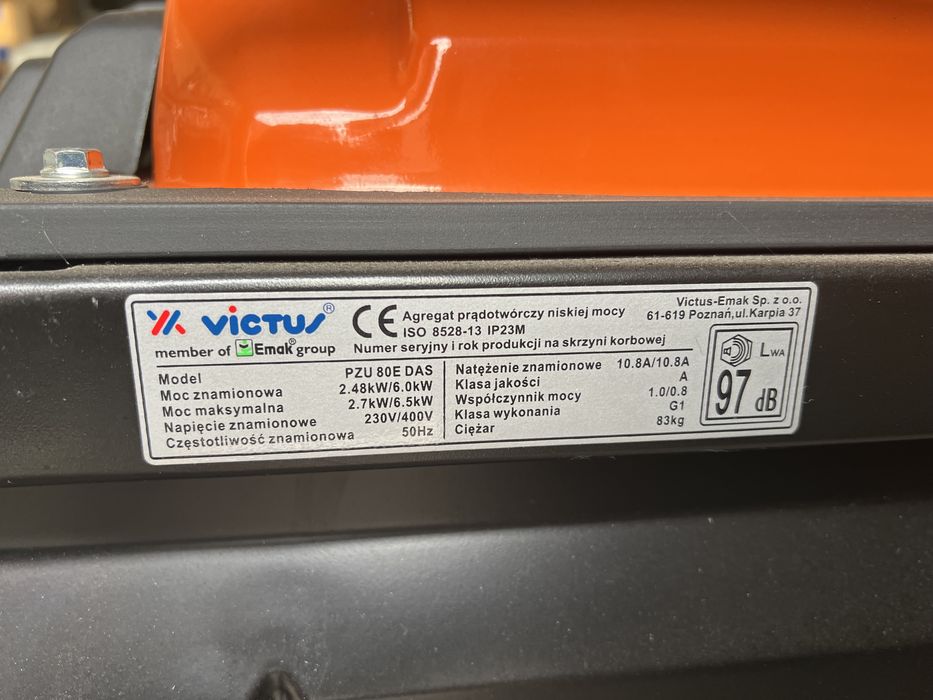 VICTUS® CE Agregat prądotwórczy niskiej mocy Victus-Emak Sp. z o.o.
ISO 8528-13 IP23M 61-619 Poznań,ul.Karpia 37
member of Emak® group Numer seryjny i rok produkcji na skrzyni korbowej
Model PZU 80E DAS
Moc znamionowa 2.48kW/6.0kW
Moc maksymalna 2.7kW/6.5kW
Napięcie znamionowe 230V/400V
Częstotliwość znamionowa 50Hz
Natężenie znamionowe 10.8A/10.8A
Klasa jakości A
Współczynnik mocy 1.0/0.8
Klasa wykonania G1
Ciężar 83kg
LWA
97 dB